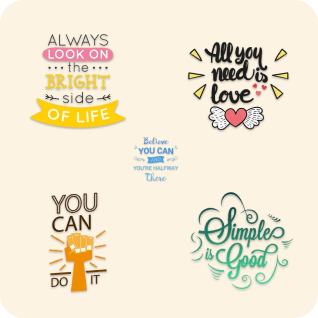 ALWAYS
LOOK ON
the
BRIGHT
side
OF LIFE
All you
need is
love
Believe
YOU CAN
YOU'RE HALFWAY
There
YOU
CAN
DO IT
Simple
is
Good